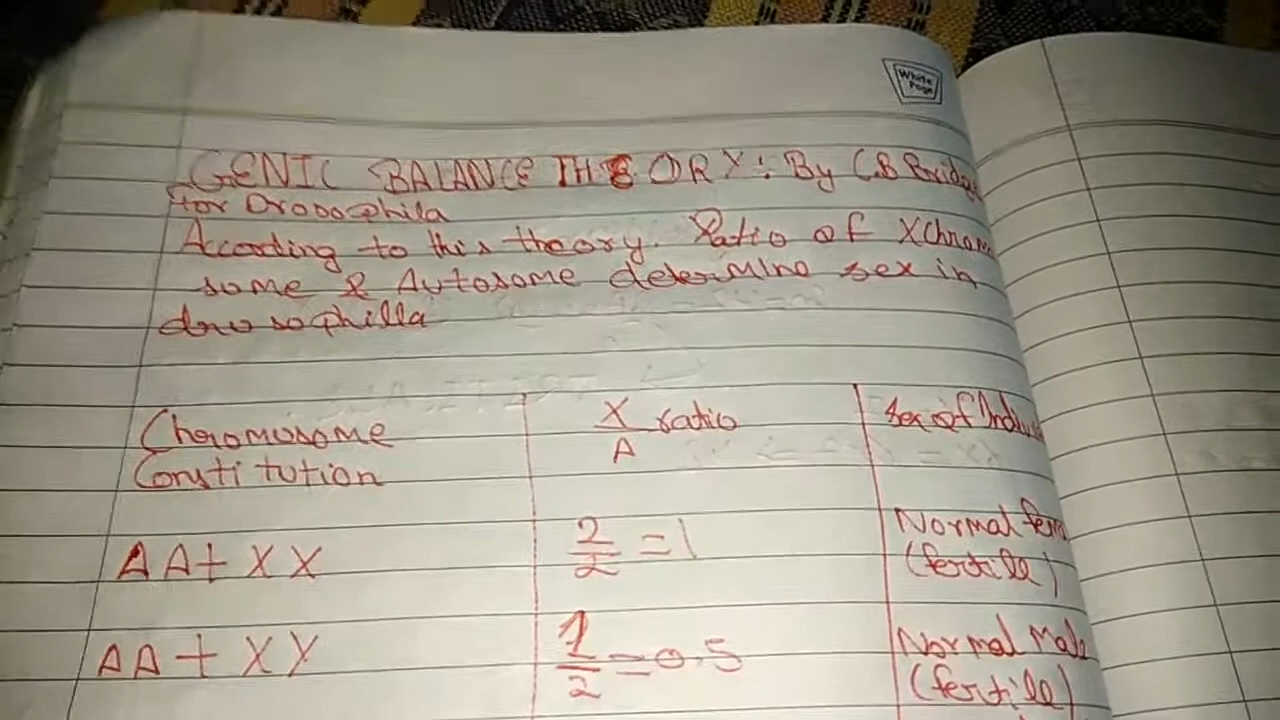 White Page
GENIC BALANCE THEORY: By C.B Bridge
for Drosophila
According to this theory. Ratio of X Chromo
some & Autosome determine sex in
drosophilla
Chromosome Constitution
X/A ratio
Sex of Indivi
AA+ XX
2/2 = 1
Normal fem
(fertile)
AA + XY
1/2 = 0.5
Normal Male
(fertile)